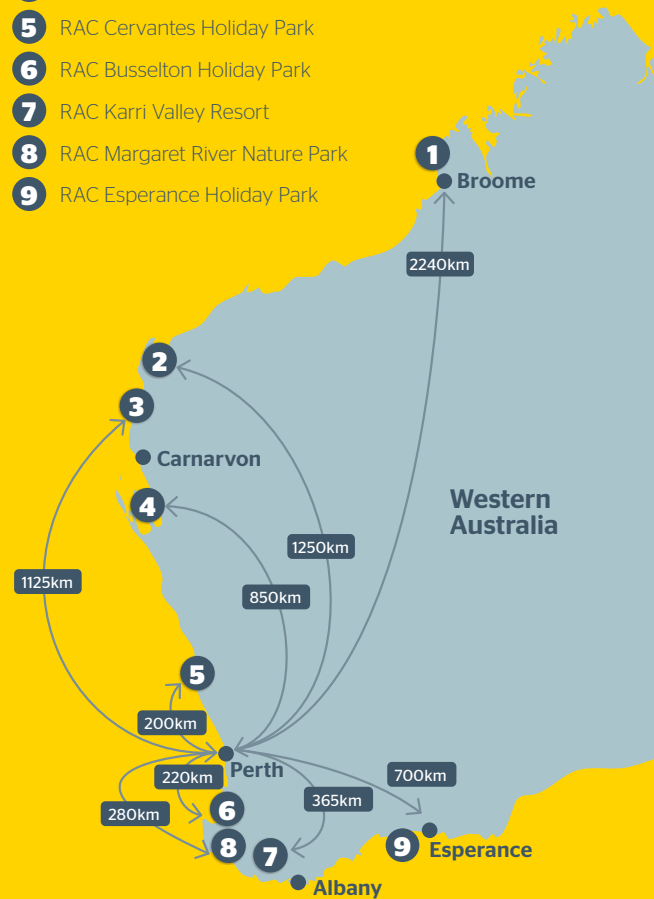 5 RAC Cervantes Holiday Park
6 RAC Busselton Holiday Park
7 RAC Karri Valley Resort
8 RAC Margaret River Nature Park
9 RAC Esperance Holiday Park
1
Broome
2240km
2
3
Carnarvon
4
Western
Australia
1250km
1125km
850km
5
200km
Perth
220km
700km
365km
280km
6
8
7
9
Esperance
Albany